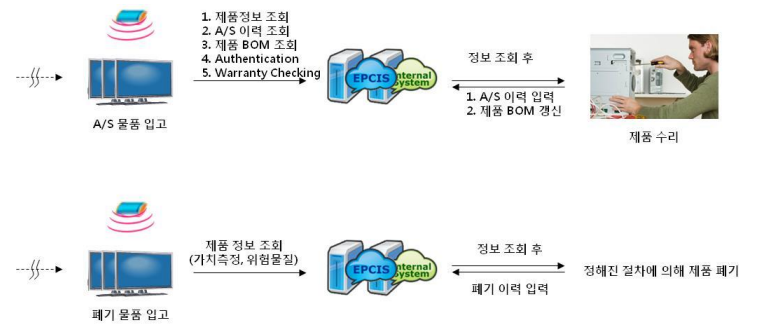 1. 제품정보 조회
2. A/S 이력 조회
3. 제품 BOM 조회
4. Authentication
5. Warranty Checking
A/S 물품 입고
EPCIS
Internal
System
정보 조회 후
1. A/S 이력 입력
2. 제품 BOM 갱신
제품 수리
제품 정보 조회
(가치측정, 위험물질)
폐기 물품 입고
EPCIS
Internal
System
정보 조회 후
폐기 이력 입력
정해진 절차에 의해 제품 폐기